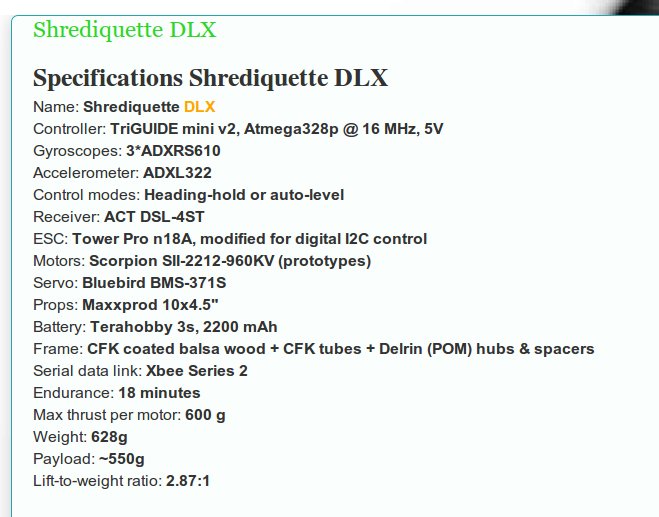 Shrediquette DLX
Specifications Shrediquette DLX
Name: Shrediquette DLX
Controller: TriGUIDE mini v2, Atmega328p @ 16 MHz, 5V
Gyroscopes: 3*ADXRS610
Accelerometer: ADXL322
Control modes: Heading-hold or auto-level
Receiver: ACT DSL-4ST
ESC: Tower Pro n18A, modified for digital I2C control
Motors: Scorpion SII-2212-960KV (prototypes)
Servo: Bluebird BMS-371S
Props: Maxxprod 10x4.5"
Battery: Terahobby 3s, 2200 mAh
Frame: CFK coated balsa wood + CFK tubes + Delrin (POM) hubs & spacers
Serial data link: Xbee Series 2
Endurance: 18 minutes
Max thrust per motor: 600 g
Weight: 628g
Payload: ~550g
Lift-to-weight ratio: 2.87:1